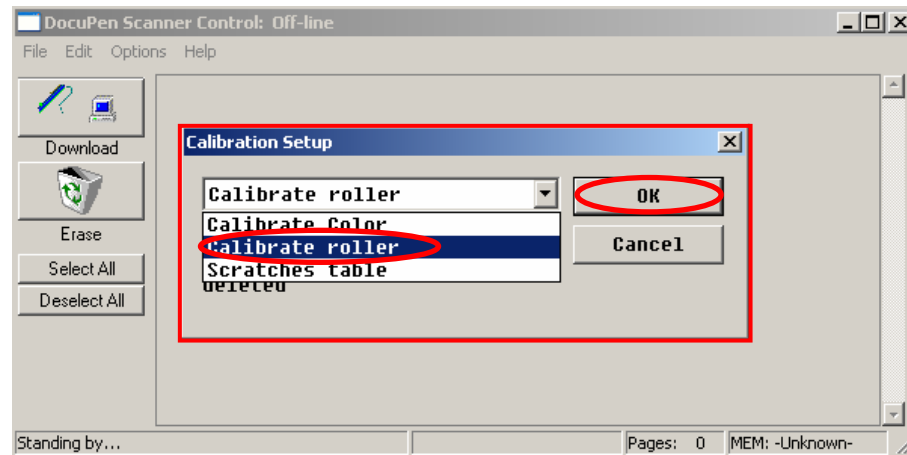 DocuPen Scanner Control: Off-line
File Edit Options Help
Download
Erase
Select All
Deselect All
Calibration Setup
Calibrate roller
Calibrate Color
Calibrate roller
Scratches table
deleted
OK
Cancel
Standing by...
Pages: 0
MEM: -Unknown-